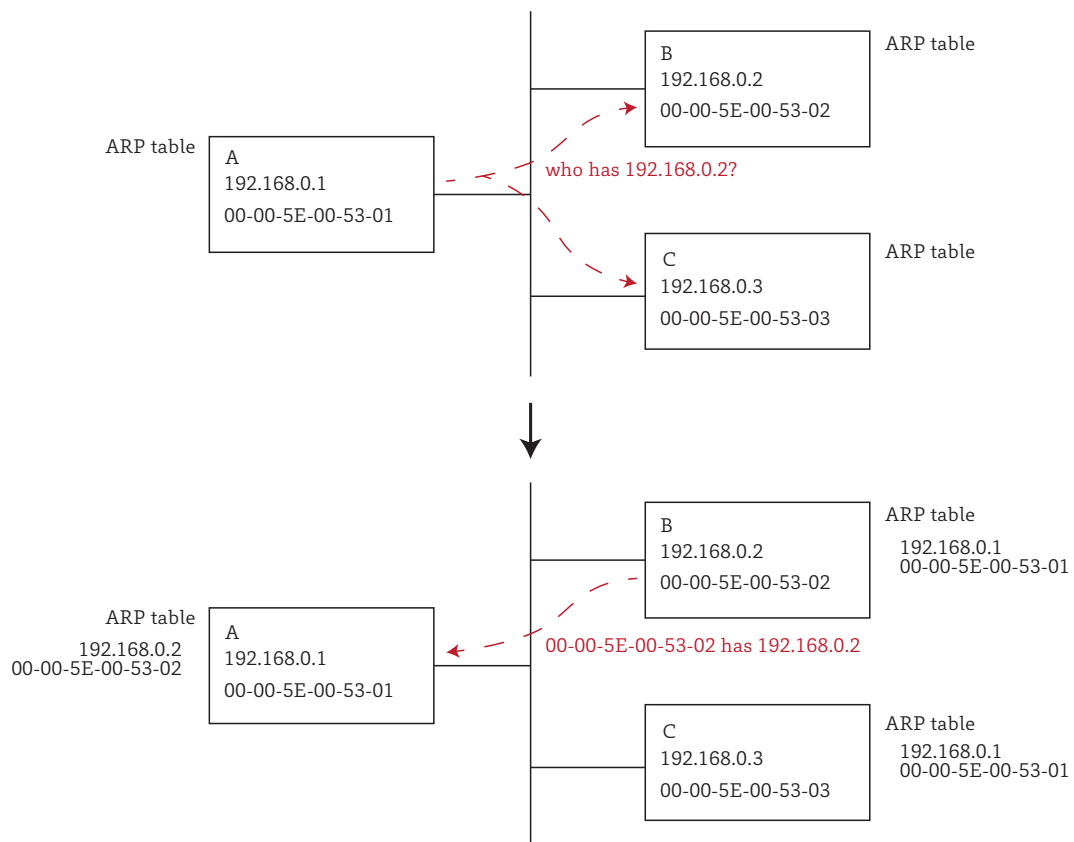 ARP table
A
192.168.0.1
00-00-5E-00-53-01
B
192.168.0.2
00-00-5E-00-53-02
ARP table
who has 192.168.0.2?
C
192.168.0.3
00-00-5E-00-53-03
ARP table
ARP table
192.168.0.2
00-00-5E-00-53-02
A
192.168.0.1
00-00-5E-00-53-01
B
192.168.0.2
00-00-5E-00-53-02
ARP table
192.168.0.1
00-00-5E-00-53-01
00-00-5E-00-53-02 has 192.168.0.2
C
192.168.0.3
00-00-5E-00-53-03
ARP table
192.168.0.1
00-00-5E-00-53-01